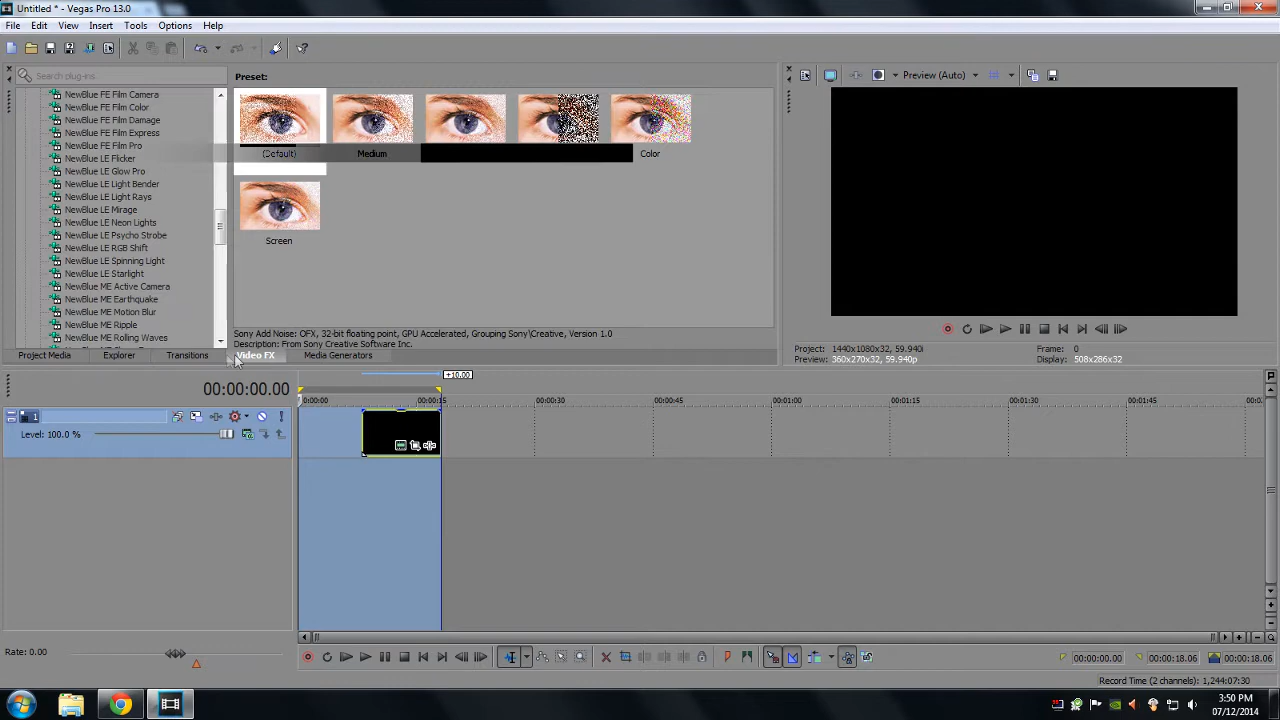 Untitled * - Vegas Pro 13.0
File Edit View Insert Tools Options Help
Search plug-ins
Preset:
Preview (Auto)
NewBlue FE Film Camera
NewBlue FE Film Color
NewBlue FE Film Damage
NewBlue FE Film Express
NewBlue FE Film Pro
NewBlue LE Flicker
NewBlue LE Glow Pro
NewBlue LE Light Bender
NewBlue LE Light Rays
NewBlue LE Mirage
NewBlue LE Neon Lights
NewBlue LE Psycho Strobe
NewBlue LE RGB Shift
NewBlue LE Spinning Light
NewBlue LE Starlight
NewBlue ME Active Camera
NewBlue ME Earthquake
NewBlue ME Motion Blur
NewBlue ME Ripple
NewBlue ME Rolling Waves
(Default)
Medium
Color
Screen
Sony Add Noise: OFX, 32-bit floating point, GPU Accelerated, Grouping Sony\Creative, Version 1.0
Description: From Sony Creative Software Inc.
Project Media Explorer Transitions Video FX Media Generators
Project: 1440x1080x32, 59.940i
Frame: 0
Preview: 360x270x32, 59.940p
Display: 508x286x32
00:00:00.00
+10.00
0:00:00 00:00:15 00:00:30 00:00:45 00:01:00 00:01:15 00:01:30 00:01:45
1
Level: 100.0 %
Rate: 0.00
00:00:00.00 00:00:18.06 00:00:18.06
Record Time (2 channels): 1,244:07:30
3:50 PM
07/12/2014